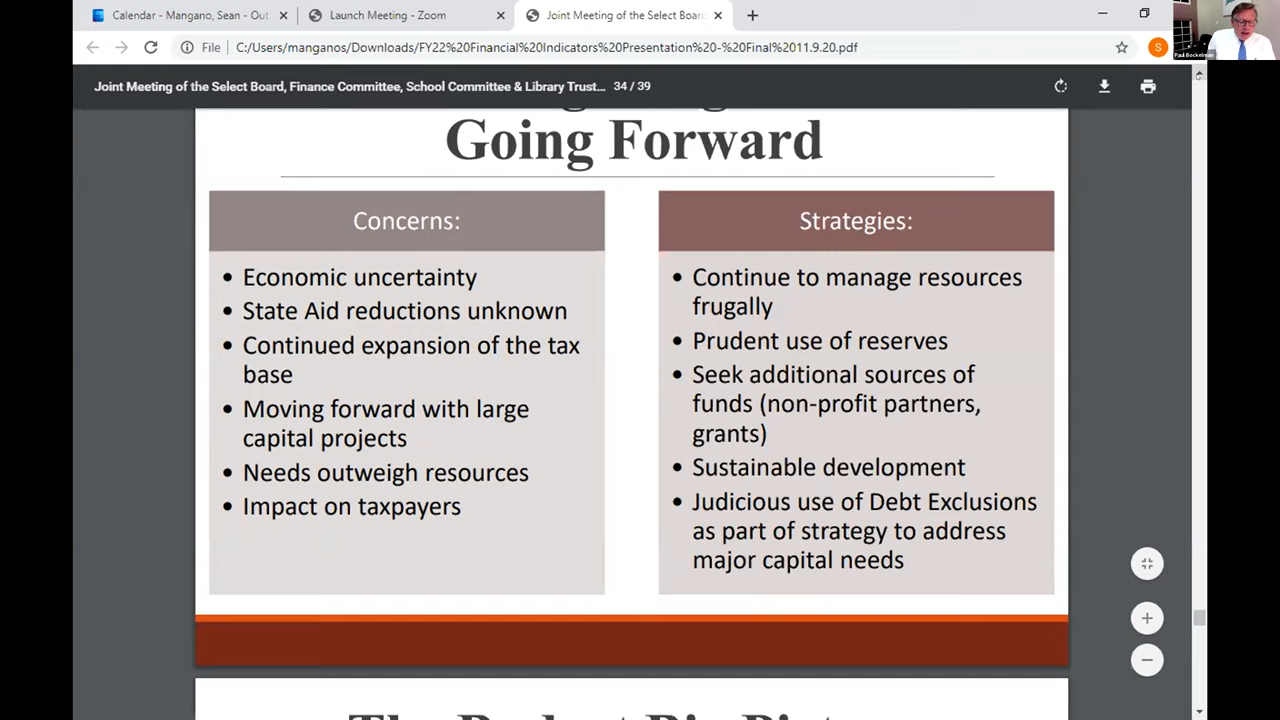 Calendar - Mangano, Sean - Out
Launch Meeting - Zoom
Joint Meeting of the Select Boar
File
C:/Users/manganos/Downloads/FY22%20Financial%20Indicators%20Presentation%20-%20Final%2011.9.20.pdf
S
Paul Bockelman
Joint Meeting of the Select Board, Finance Committee, School Committee & Library Trust...
34 / 39
Going Forward
Concerns:
• Economic uncertainty
• State Aid reductions unknown
• Continued expansion of the tax
base
• Moving forward with large
capital projects
• Needs outweigh resources
• Impact on taxpayers
Strategies:
• Continue to manage resources
frugally
• Prudent use of reserves
• Seek additional sources of
funds (non-profit partners,
grants)
• Sustainable development
• Judicious use of Debt Exclusions
as part of strategy to address
major capital needs